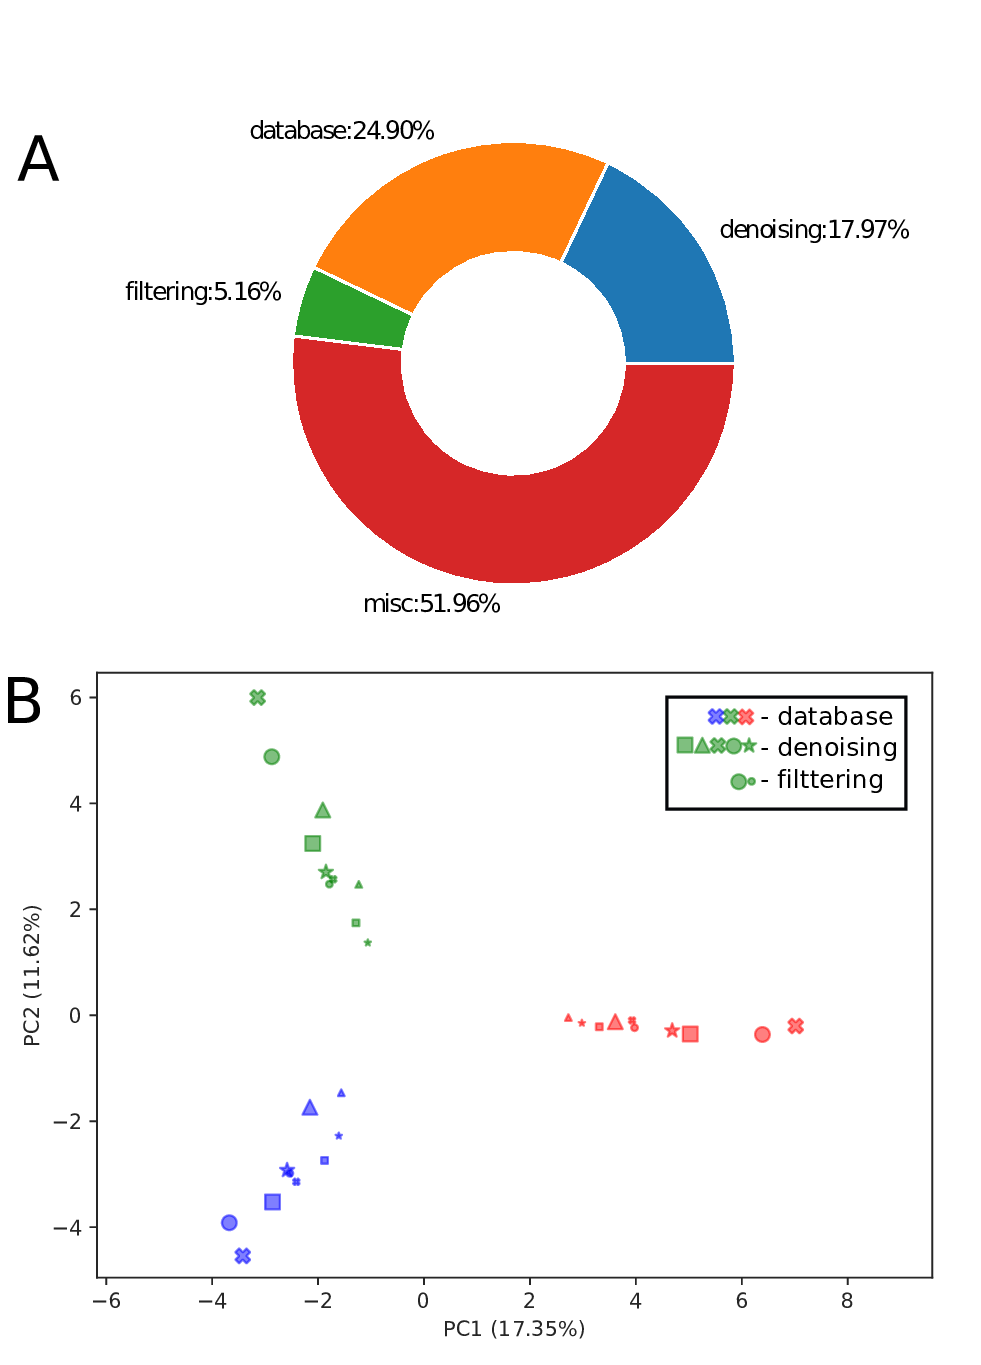 A
database:24.90%
denoising:17.97%
filtering:5.16%
misc:51.96%
B
- database
- denoising
- filttering
6
4
2
0
−2
−4
PC2 (11.62%)
−6 −4 −2 0 2 4 6 8
PC1 (17.35%)